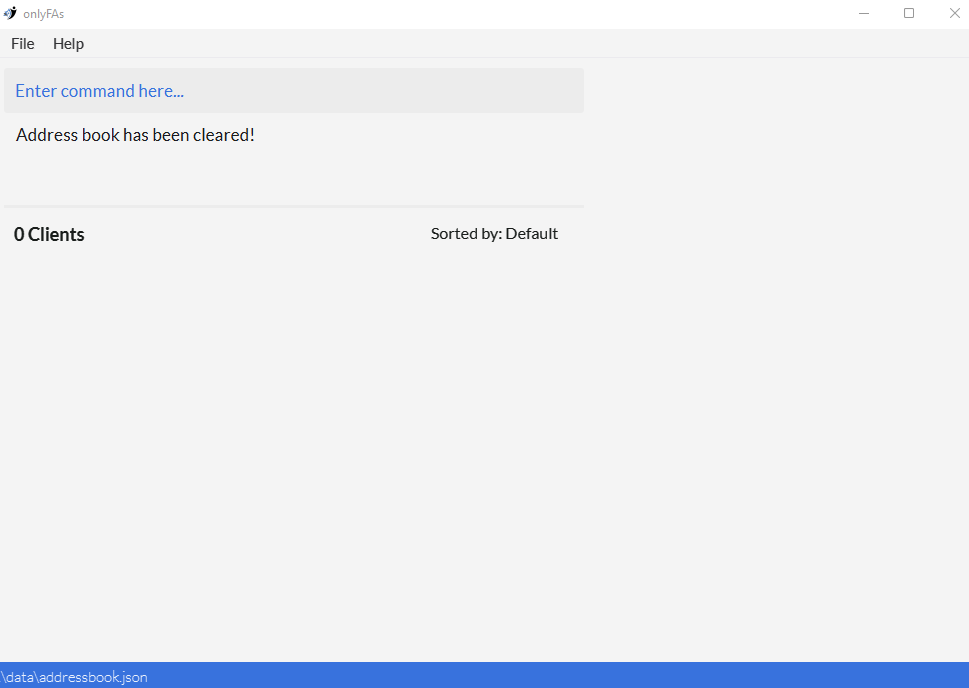 onlyFAs
File Help
Enter command here...
Address book has been cleared!
0 Clients Sorted by: Default
\data\addressbook.json